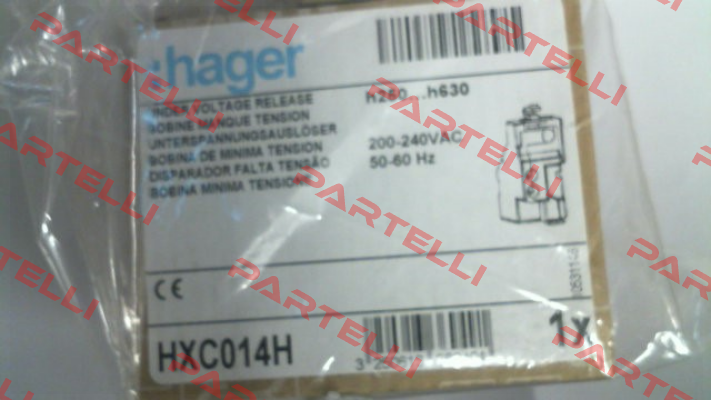 :hager
UNDER VOLTAGE RELEASE
BOBINE MANQUE TENSION
UNTERSPANNUNGSAUSLÖSER
BOBINA DE MINIMA TENSION
DISPARADOR FALTA TENSÃO
BOBINA MINIMA TENSIONE
h250...h630
200-240VAC
50-60 Hz
CE
HXC014H
1x
PARTELLI
PARTELLI
PARTELLI
PARTELLI
PARTELLI
PARTELLI